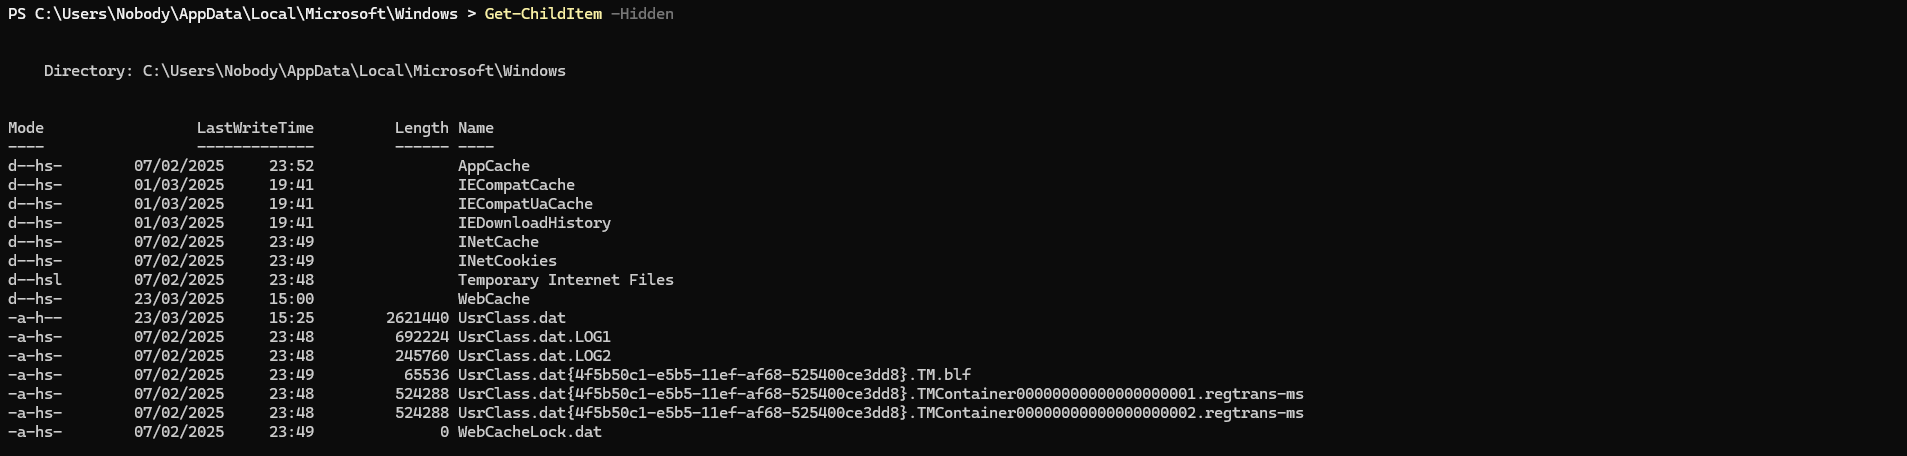 PS C:\Users\Nobody\AppData\Local\Microsoft\Windows > Get-ChildItem -Hidden
Directory: C:\Users\Nobody\AppData\Local\Microsoft\Windows
Mode                 LastWriteTime         Length Name
----                 -------------         ------ ----
d--hs-        07/02/2025     23:52                AppCache
d--hs-        01/03/2025     19:41                IECompatCache
d--hs-        01/03/2025     19:41                IECompatUaCache
d--hs-        01/03/2025     19:41                IEDownloadHistory
d--hs-        07/02/2025     23:49                INetCache
d--hs-        07/02/2025     23:49                INetCookies
d--hsl        07/02/2025     23:48                Temporary Internet Files
d--hs-        23/03/2025     15:00                WebCache
-a-h--        23/03/2025     15:25        2621440 UsrClass.dat
-a-hs-        07/02/2025     23:48         692224 UsrClass.dat.LOG1
-a-hs-        07/02/2025     23:48         245760 UsrClass.dat.LOG2
-a-hs-        07/02/2025     23:49          65536 UsrClass.dat{4f5b50c1-e5b5-11ef-af68-525400ce3dd8}.TM.blf
-a-hs-        07/02/2025     23:48         524288 UsrClass.dat{4f5b50c1-e5b5-11ef-af68-525400ce3dd8}.TMContainer00000000000000000001.regtrans-ms
-a-hs-        07/02/2025     23:48         524288 UsrClass.dat{4f5b50c1-e5b5-11ef-af68-525400ce3dd8}.TMContainer00000000000000000002.regtrans-ms
-a-hs-        07/02/2025     23:49              0 WebCacheLock.dat